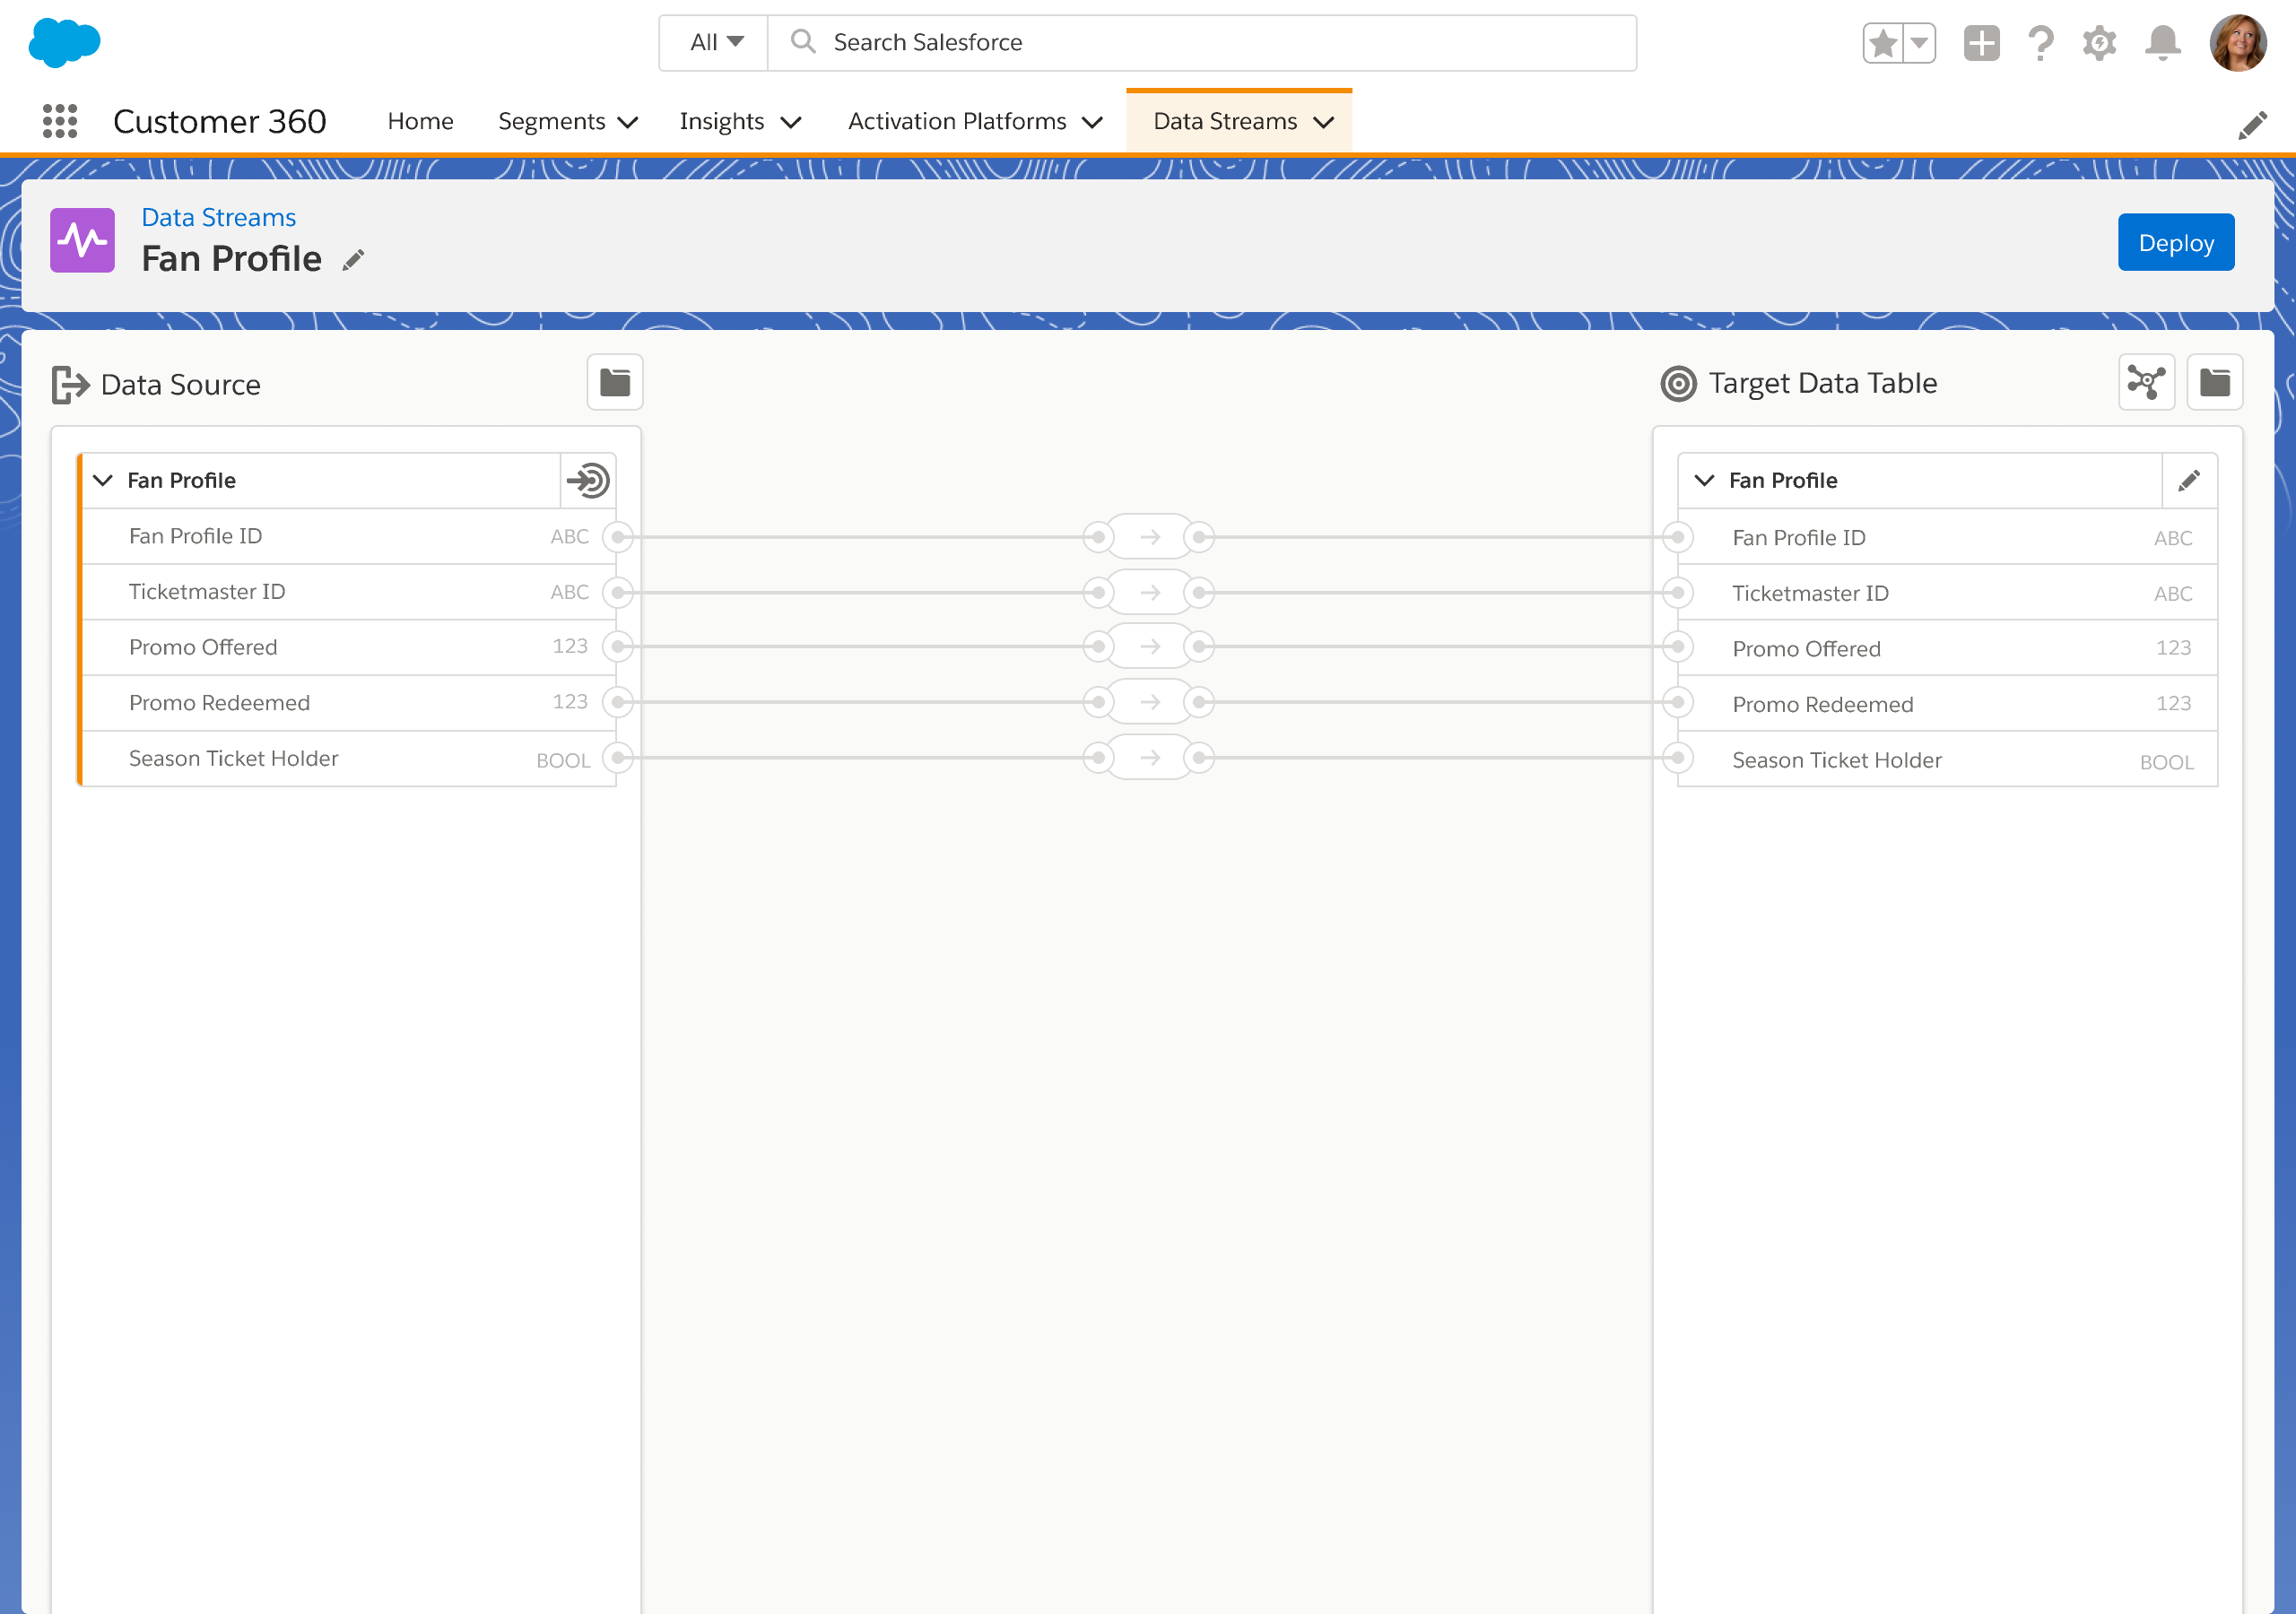 All
Search Salesforce
Customer 360
Home
Segments
Insights
Activation Platforms
Data Streams
Data Streams
Fan Profile
Deploy
Data Source
Target Data Table
Fan Profile
Fan Profile ID ABC
Ticketmaster ID ABC
Promo Offered 123
Promo Redeemed 123
Season Ticket Holder BOOL
Fan Profile
Fan Profile ID ABC
Ticketmaster ID ABC
Promo Offered 123
Promo Redeemed 123
Season Ticket Holder BOOL